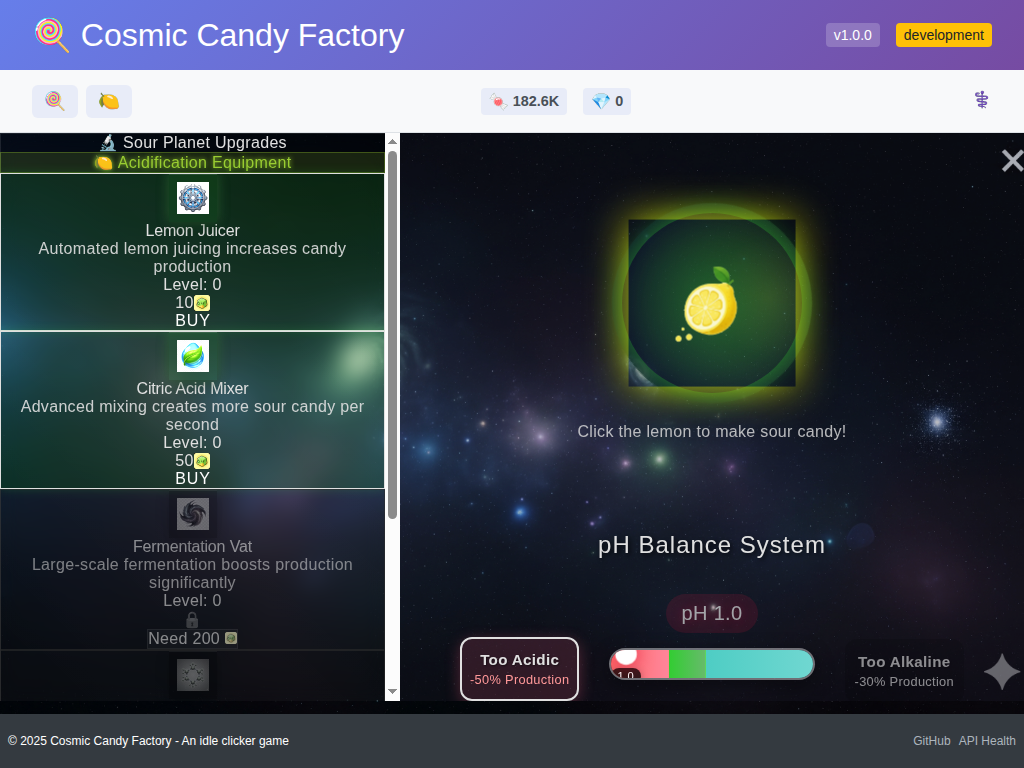 Cosmic Candy Factory
v1.0.0
development
182.6K
0
Sour Planet Upgrades
Acidification Equipment
Lemon Juicer
Automated lemon juicing increases candy
production
Level: 0
10
BUY
Citric Acid Mixer
Advanced mixing creates more sour candy per
second
Level: 0
50
BUY
Fermentation Vat
Large-scale fermentation boosts production
significantly
Level: 0
Need 200
Click the lemon to make sour candy!
pH Balance System
pH 1.0
Too Acidic
-50% Production
1.0
Too Alkaline
-30% Production
© 2025 Cosmic Candy Factory - An idle clicker game
GitHub API Health